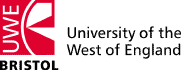 UWE
BRISTOL
University of the
West of England